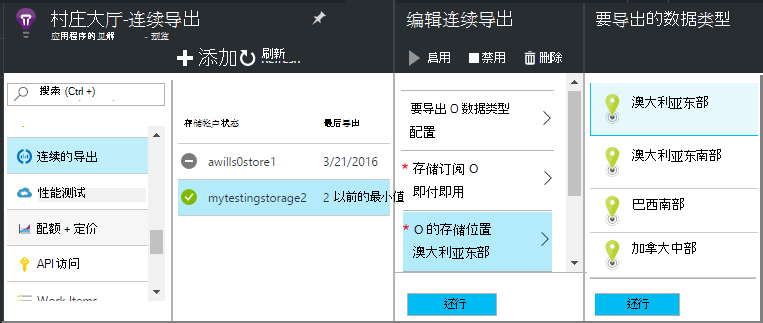 村庄大厅-连续导出
应用程序的见解 - 预览
添加 刷新
搜索 (Ctrl +)
连续的导出
性能测试
配额 + 定价
API 访问
Work Items
存储帐户状态 最后导出
awills0store1 3/21/2016
mytestingstorage2 2 以前的最小值
编辑连续导出
启用 禁用 删除
要导出 O 数据类型
配置
* 存储订阅 O
即付即用
* O 的存储位置
澳大利亚东部
还行
要导出的数据类型
澳大利亚东部
澳大利亚东南部
巴西南部
加拿大中部
还行